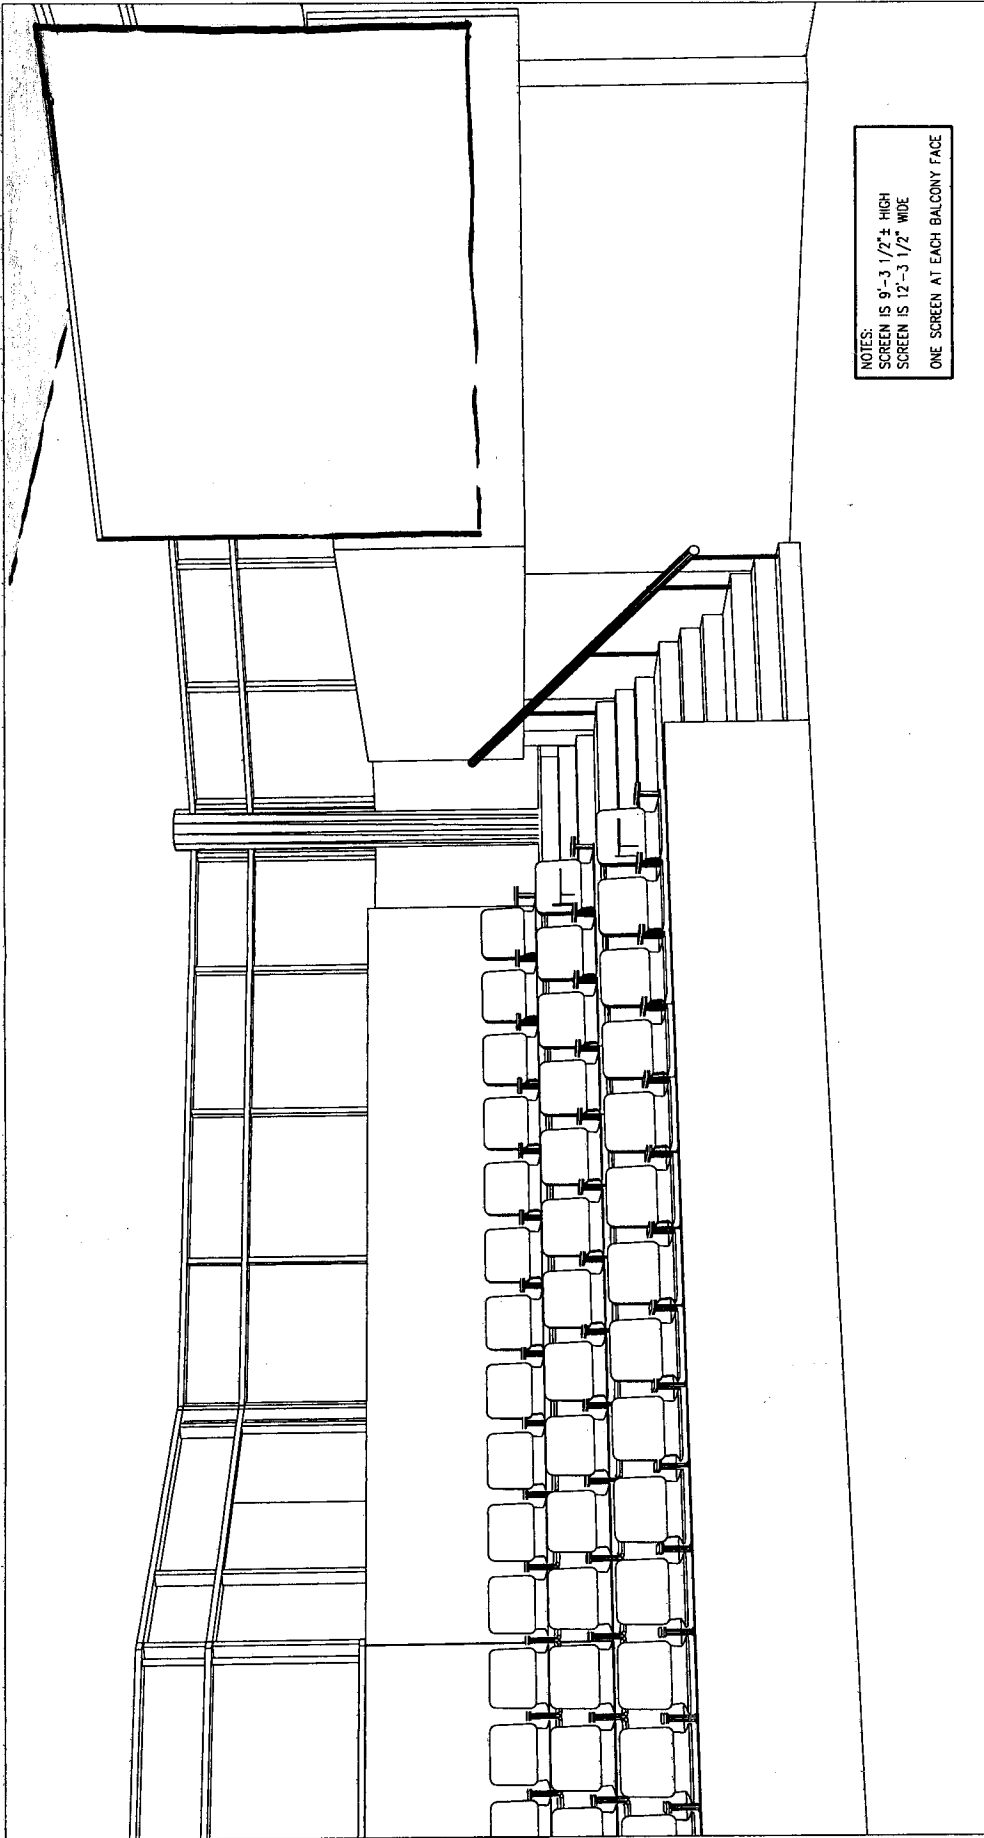 NOTES:
SCREEN IS 9'-3 1/2"± HIGH
SCREEN IS 12'-3 1/2" WIDE
ONE SCREEN AT EACH BALCONY FACE